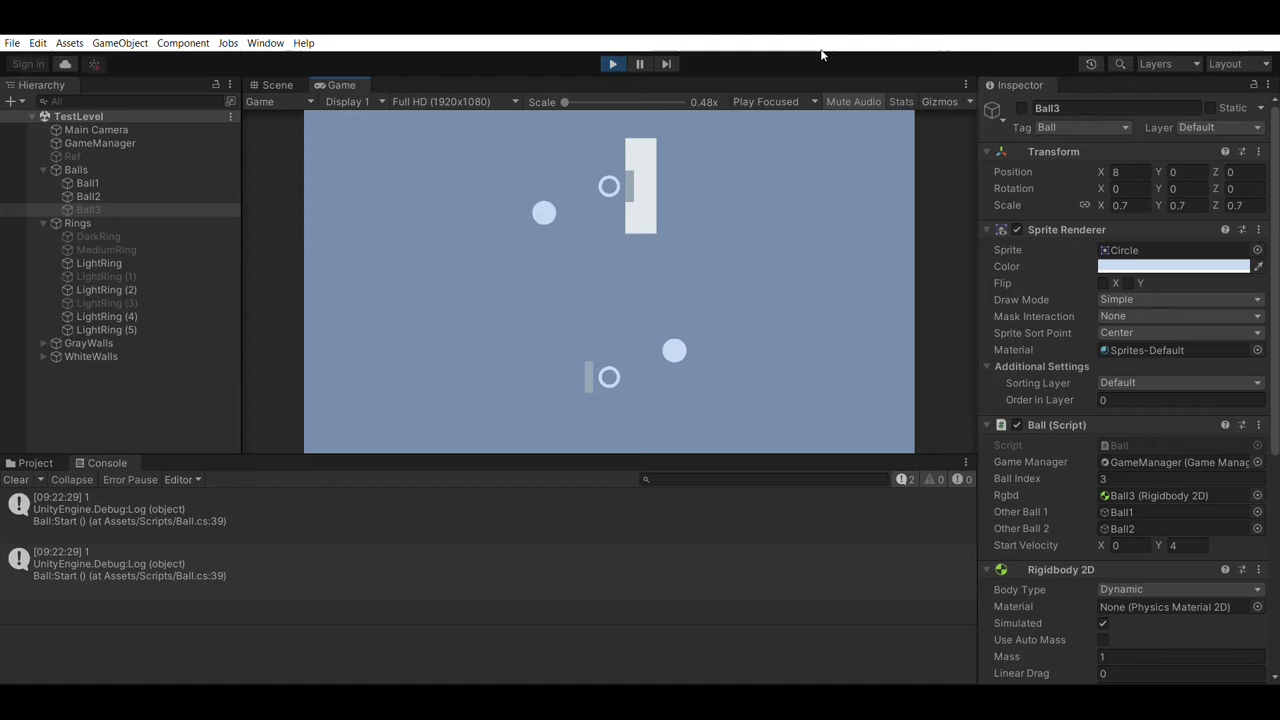 File Edit Assets GameObject Component Jobs Window Help
Sign in Layers Layout
Hierarchy
All
TestLevel
Main Camera
GameManager
Ref
Balls
Ball1
Ball2
Ball3
Rings
DarkRing
MediumRing
LightRing
LightRing (1)
LightRing (2)
LightRing (3)
LightRing (4)
LightRing (5)
GrayWalls
WhiteWalls
Scene Game
Game Display 1 Full HD (1920x1080) Scale 0.48x Play Focused Mute Audio Stats Gizmos
Project Console
Clear Collapse Error Pause Editor 2 0 0
[09:22:29] 1
UnityEngine.Debug:Log (object)
Ball:Start () (at Assets/Scripts/Ball.cs:39)
[09:22:29] 1
UnityEngine.Debug:Log (object)
Ball:Start () (at Assets/Scripts/Ball.cs:39)
Inspector
Ball3 Static
Tag Ball Layer Default
Transform
Position X 8 Y 0 Z 0
Rotation X 0 Y 0 Z 0
Scale X 0.7 Y 0.7 Z 0.7
Sprite Renderer
Sprite Circle
Color
Flip X Y
Draw Mode Simple
Mask Interaction None
Sprite Sort Point Center
Material Sprites-Default
Additional Settings
Sorting Layer Default
Order in Layer 0
Ball (Script)
Script Ball
Game Manager GameManager (Game Manag
Ball Index 3
Rgbd Ball3 (Rigidbody 2D)
Other Ball 1 Ball1
Other Ball 2 Ball2
Start Velocity X 0 Y 4
Rigidbody 2D
Body Type Dynamic
Material None (Physics Material 2D)
Simulated
Use Auto Mass
Mass 1
Linear Drag 0